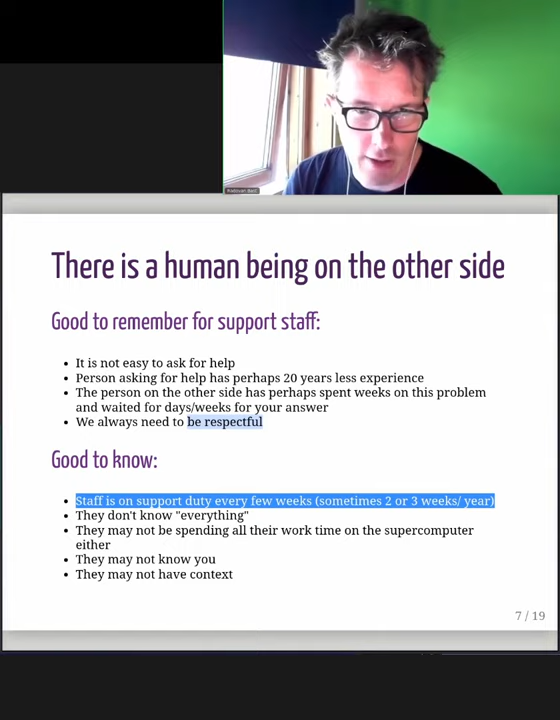 Radovan Bast
There is a human being on the other side
Good to remember for support staff:
• It is not easy to ask for help
• Person asking for help has perhaps 20 years less experience
• The person on the other side has perhaps spent weeks on this problem
and waited for days/weeks for your answer
• We always need to be respectful
Good to know:
• Staff is on support duty every few weeks (sometimes 2 or 3 weeks/ year)
• They don't know "everything"
• They may not be spending all their work time on the supercomputer
either
• They may not know you
• They may not have context
7 / 19